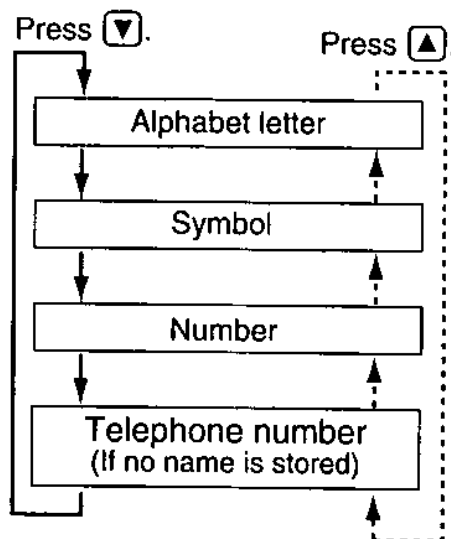 Press ▼.
Press ▲.
Alphabet letter
Symbol
Number
Telephone number
(If no name is stored)